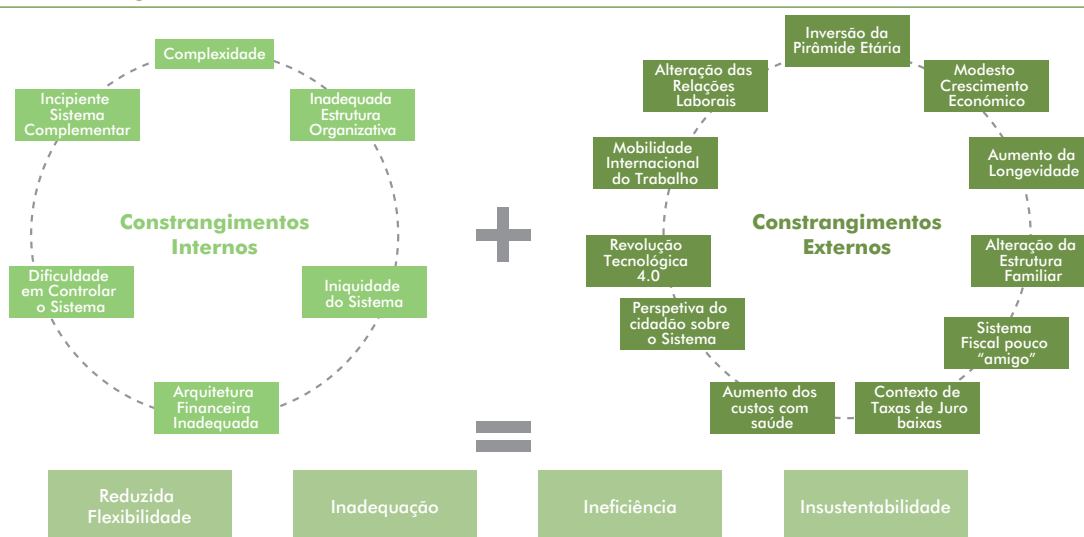 Complexidade
Inadequada
Estrutura
Organizativa
Iniquidade
do Sistema
Arquitetura
Financeira
Inadequada
Dificuldade
em Controlar
o Sistema
Incipiente
Sistema
Complementar
Constrangimentos
Internos
+
Inversão da
Pirâmide Etária
Modesto
Crescimento
Económico
Aumento da
Longevidade
Alteração da
Estrutura
Familiar
Sistema
Fiscal pouco
“amigo”
Contexto de
Taxas de Juro
baixas
Aumento dos
custos com
saúde
Perspetiva do
cidadão sobre
o Sistema
Revolução
Tecnológica
4.0
Mobilidade
Internacional
do Trabalho
Alteração das
Relações
Laborais
Constrangimentos
Externos
=
Reduzida
Flexibilidade
Inadequação
Ineficiência
Insustentabilidade